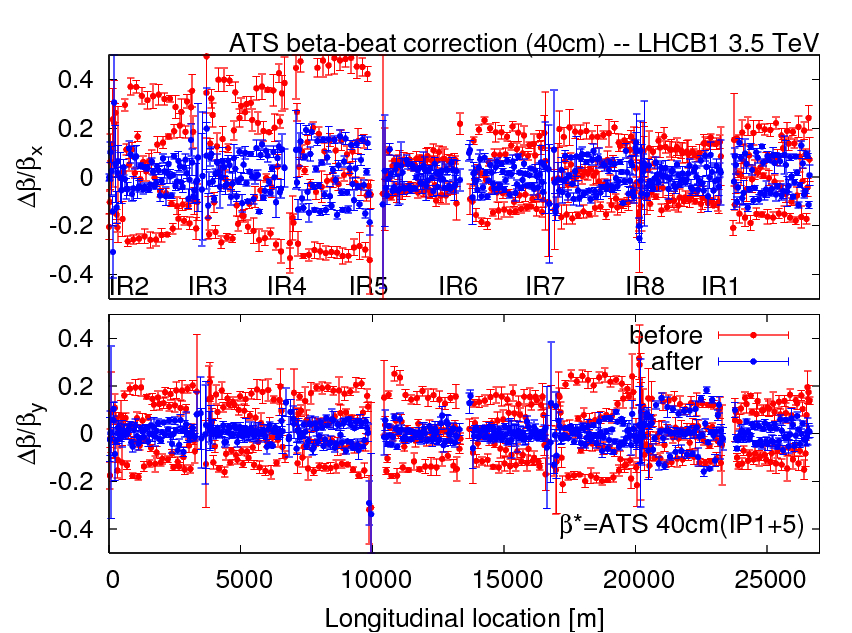 ATS beta-beat correction (40cm) -- LHCB1 3.5 TeV
0.4
0.2
0
-0.2
-0.4
Δβ/βx
IR2 IR3 IR4 IR5 IR6 IR7 IR8 IR1
0.4
0.2
0
-0.2
-0.4
Δβ/βy
before
after
β*=ATS 40cm(IP1+5)
0 5000 10000 15000 20000 25000
Longitudinal location [m]